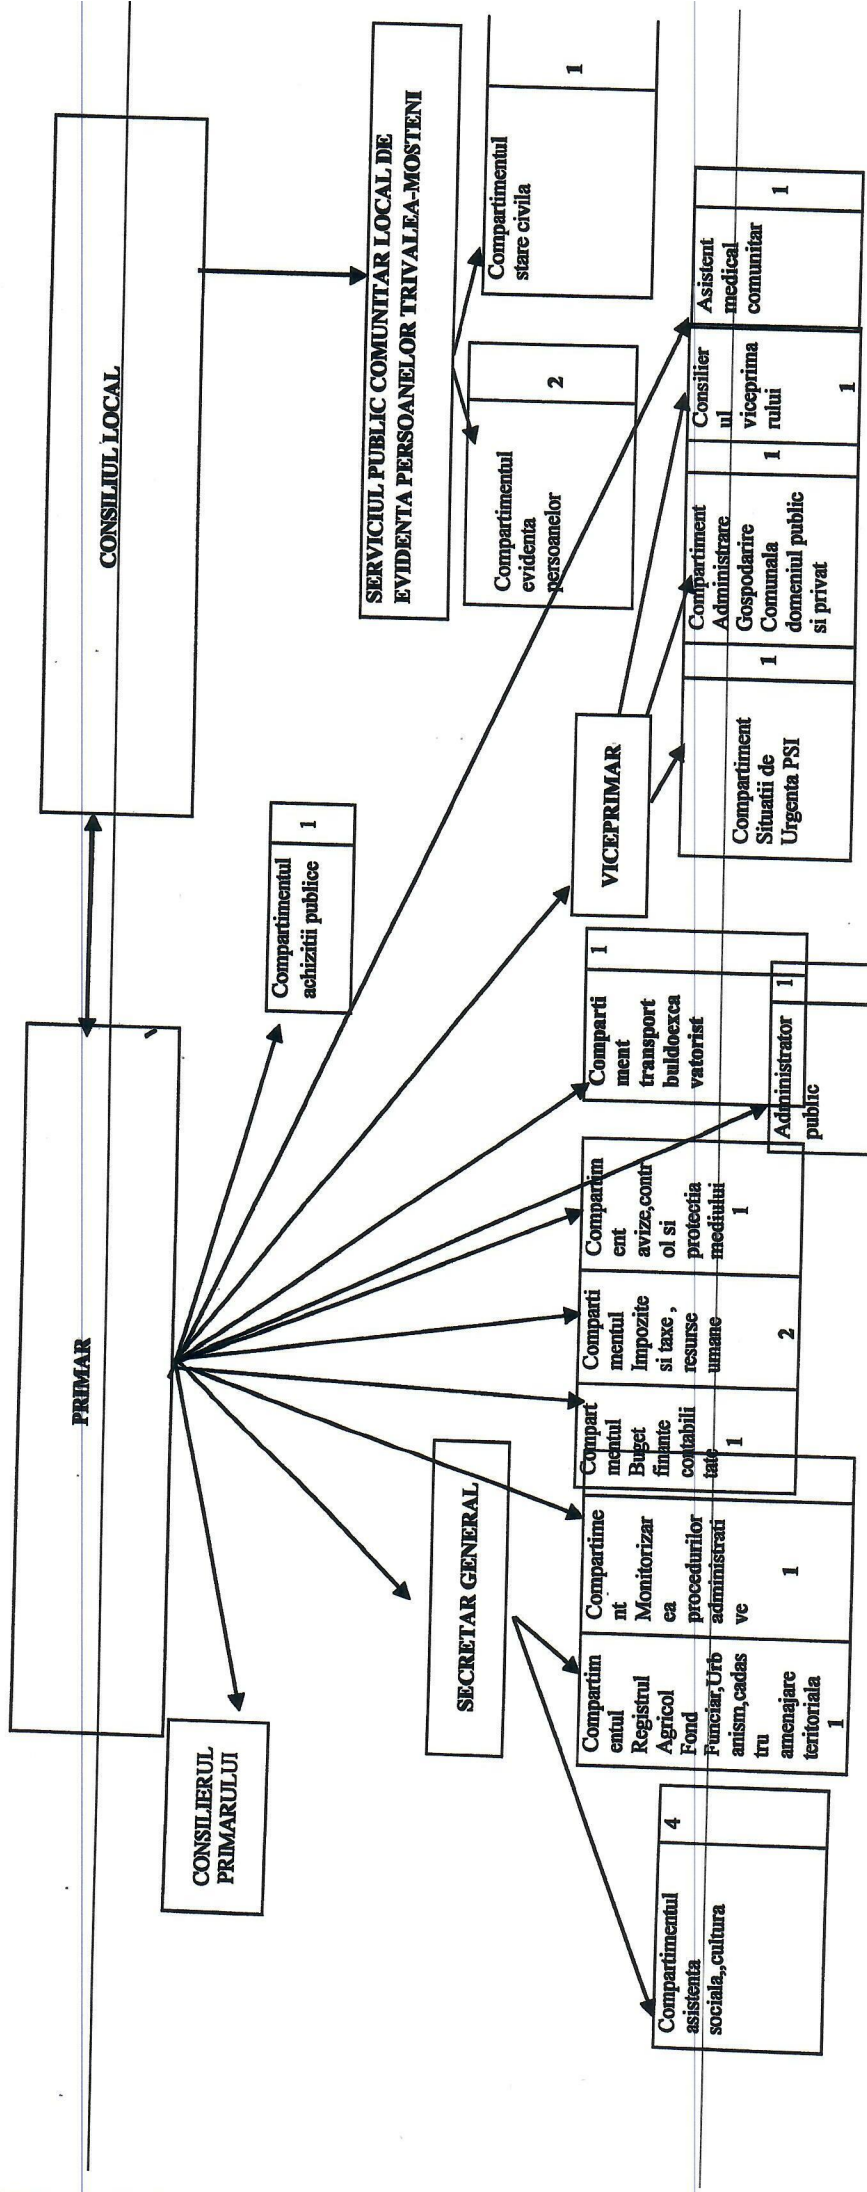 PRIMAR
CONSILIUL LOCAL
CONSILIERUL
PRIMARULUI
Compartimentul
achizitii publice
1
SERVICIUL PUBLIC COMUNITAR LOCAL DE
EVIDENTA PERSOANELOR TRIVALEA-MOSTENI
SECRETAR GENERAL
VICEPRIMAR
Compartimentul
evidenta
persoanelor
2
Compartimentul
stare civila
1
Compartimentul
asistenta
sociala,,cultura
4
Compartim
entul
Registrul
Agricol
Fond
Funciar,Urb
anism,cadas
tru
amenajare
teritoriala
1
Compartime
nt
Monitorizar
ea
procedurilor
administrati
ve
1
Compart
mentul
Buget
finante
contabili
tate
1
Comparti
mentul
Impozite
si taxe ,
resurse
umane
2
Compartim
ent
avize,contr
ol si
protectia
mediului
1
Comparti
ment
transport
buldoexca
vatorist
1
Administrator
public
1
Compartiment
Situatii de
Urgenta PSI
1
Compartiment
Administrare
Gospodarire
Comunala
domeniul public
si privat
1
Consilier
ul
viceprima
rului
1
Asistent
medical
comunitar
1